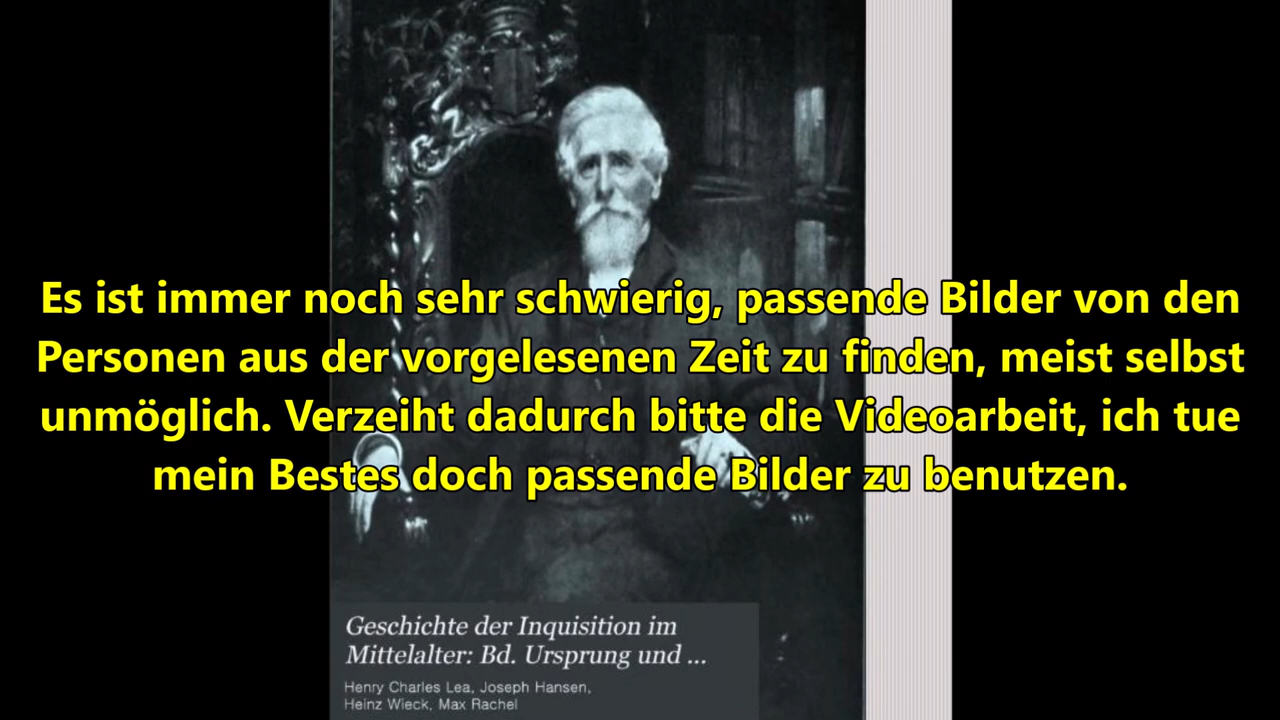 Es ist immer noch sehr schwierig, passende Bilder von den
Personen aus der vorgelesenen Zeit zu finden, meist selbst
unmöglich. Verzeiht dadurch bitte die Videoarbeit, ich tue
mein Bestes doch passende Bilder zu benutzen.
Geschichte der Inquisition im
Mittelalter: Bd. Ursprung und ...
Henry Charles Lea, Joseph Hansen,
Heinz Wieck, Max Rachel